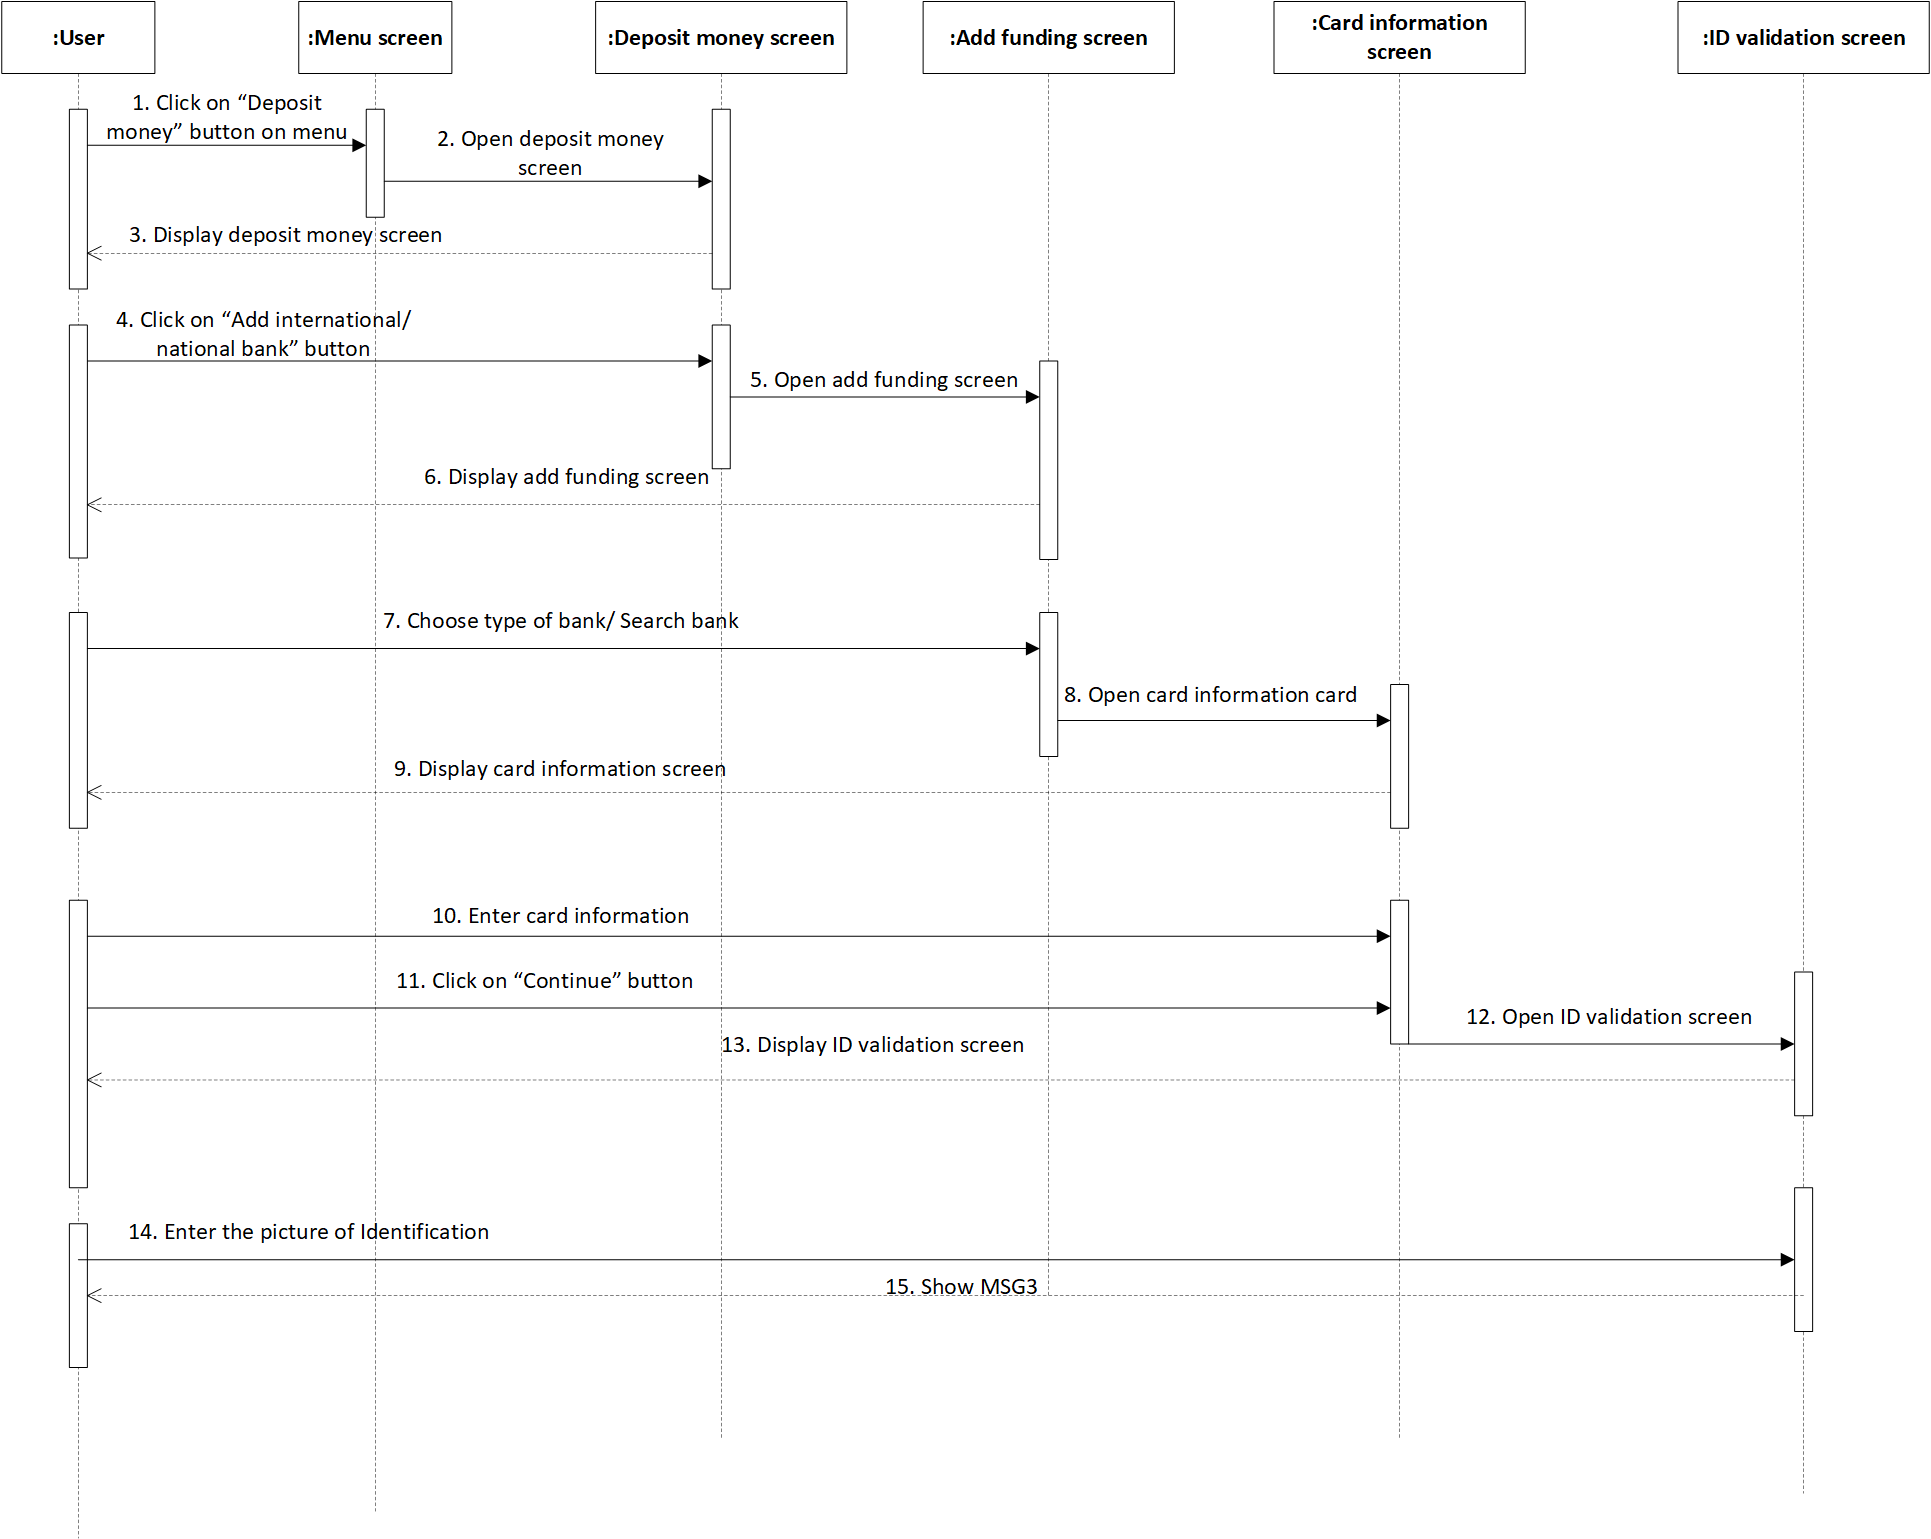 :User
:Menu screen
:Deposit money screen
:Add funding screen
:Card information
screen
:ID validation screen
1. Click on “Deposit
money” button on menu
2. Open deposit money
screen
3. Display deposit money screen
4. Click on “Add international/
national bank” button
5. Open add funding screen
6. Display add funding screen
7. Choose type of bank/ Search bank
8. Open card information card
9. Display card information screen
10. Enter card information
11. Click on “Continue” button
12. Open ID validation screen
13. Display ID validation screen
14. Enter the picture of Identification
15. Show MSG3